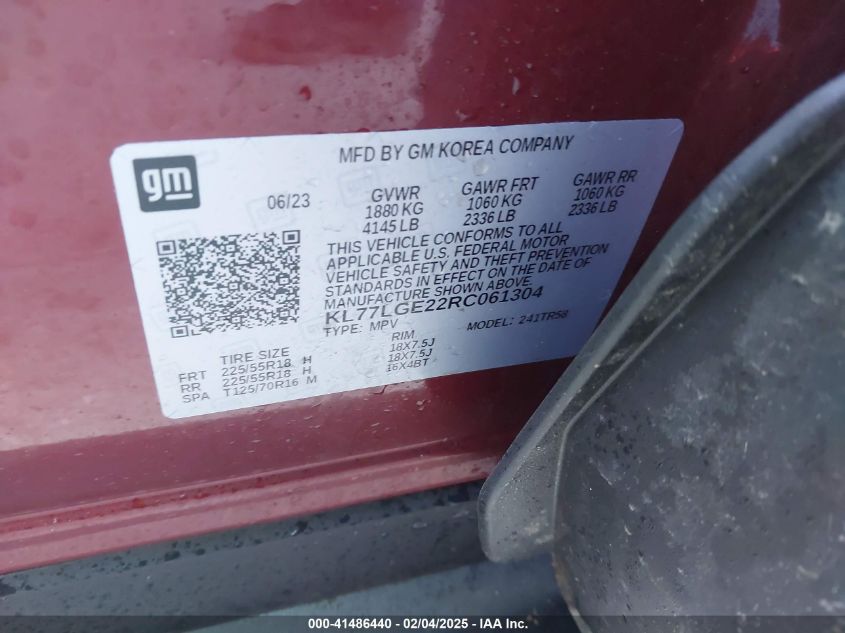 MFD BY GM KOREA COMPANY
gm
06/23
GVWR GAWR FRT GAWR RR
1880 KG 1060 KG 1060 KG
4145 LB 2336 LB 2336 LB
THIS VEHICLE CONFORMS TO ALL
APPLICABLE U.S. FEDERAL MOTOR
VEHICLE SAFETY AND THEFT PREVENTION
STANDARDS IN EFFECT ON THE DATE OF
MANUFACTURE SHOWN ABOVE.
KL77LGE22RC061304
TYPE: MPV MODEL: 241TR58
TIRE SIZE RIM
FRT 225/55R18 H 18X7.5J
RR 225/55R18 H 18X7.5J
SPA T125/70R16 M 16X4BT
000-41486440 - 02/04/2025 - IAA Inc.